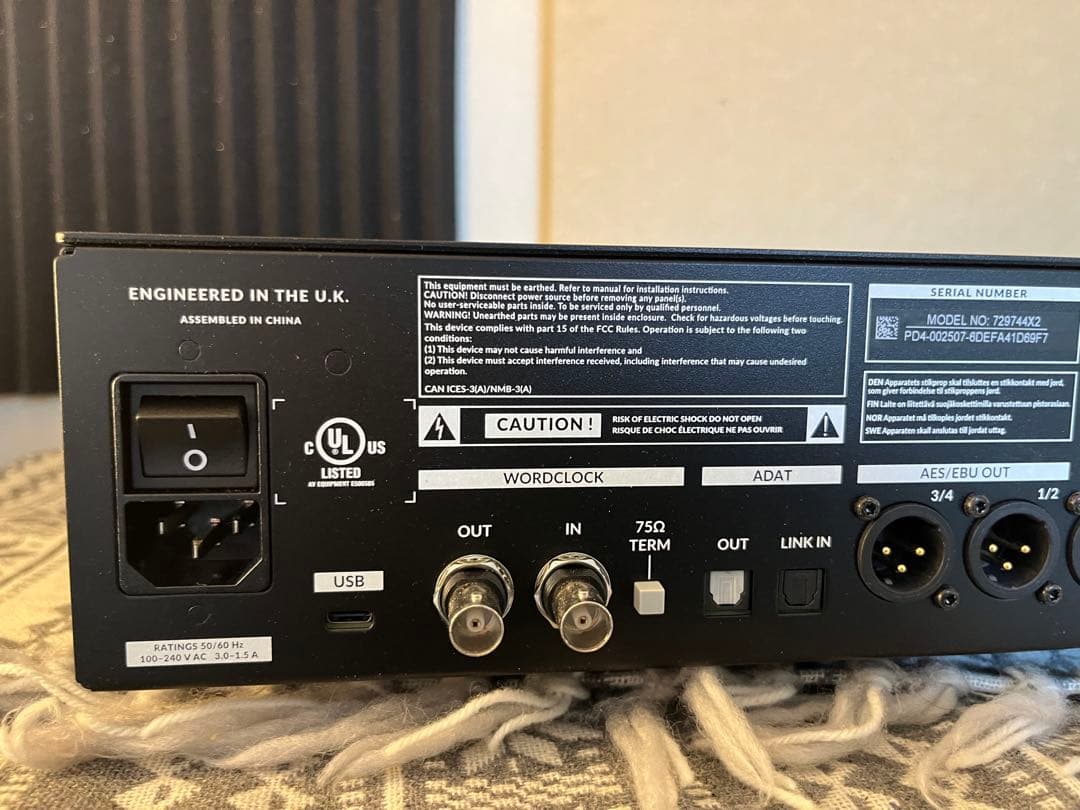 ENGINEERED IN THE U.K.
ASSEMBLED IN CHINA
This equipment must be earthed. Refer to manual for installation instructions.
CAUTION! Disconnect power source before removing any panel(s).
No user-serviceable parts inside. To be serviced only by qualified personnel.
WARNING! Unearthed parts may be present inside enclosure. Check for hazardous voltages before touching.
This device complies with part 15 of the FCC Rules. Operation is subject to the following two
conditions:
(1) This device may not cause harmful interference and
(2) This device must accept interference received, including interference that may cause undesired
operation.
CAN ICES-3(A)/NMB-3(A)
SERIAL NUMBER
MODEL NO: 729744X2
PD4-002507-6DEFA41D69F7
DEN Apparatets stikprop skal tilsluttes en stikkontakt med jord,
som giver forbindelse til stikproppens jord.
FIN Laite on liitettävä suojakoskettimilla varustettuun pistorasiaan.
NOR Apparatet må tilkoples jordet stikkontakt.
SWE Apparaten skall anslutas till jordat uttag.
CAUTION !
RISK OF ELECTRIC SHOCK DO NOT OPEN
RISQUE DE CHOC ÉLECTRIQUE NE PAS OUVRIR
I
O
C UL US
LISTED
AV EQUIPMENT
WORDCLOCK
ADAT
AES/EBU OUT
3/4
1/2
OUT
IN
75Ω
TERM
OUT
LINK IN
USB
RATINGS 50/60 Hz
100-240 V AC 3.0-1.5 A